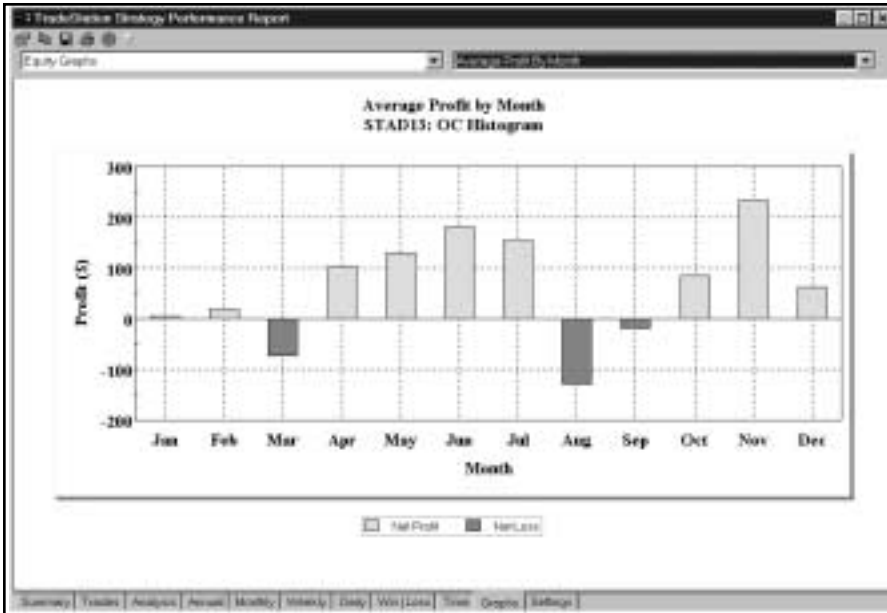 TradeStation Strategy Performance Report
Equity Graphs
Average Profit By Month
Average Profit by Month
STAD13: OC Histogram
300
200
100
0
-100
-200
Profit ($)
Jan Feb Mar Apr May Jun Jul Aug Sep Oct Nov Dec
Month
Net Profit Net Loss
Summary Trades Analysis Annual Monthly Weekly Daily Win|Loss Time Graphs Settings